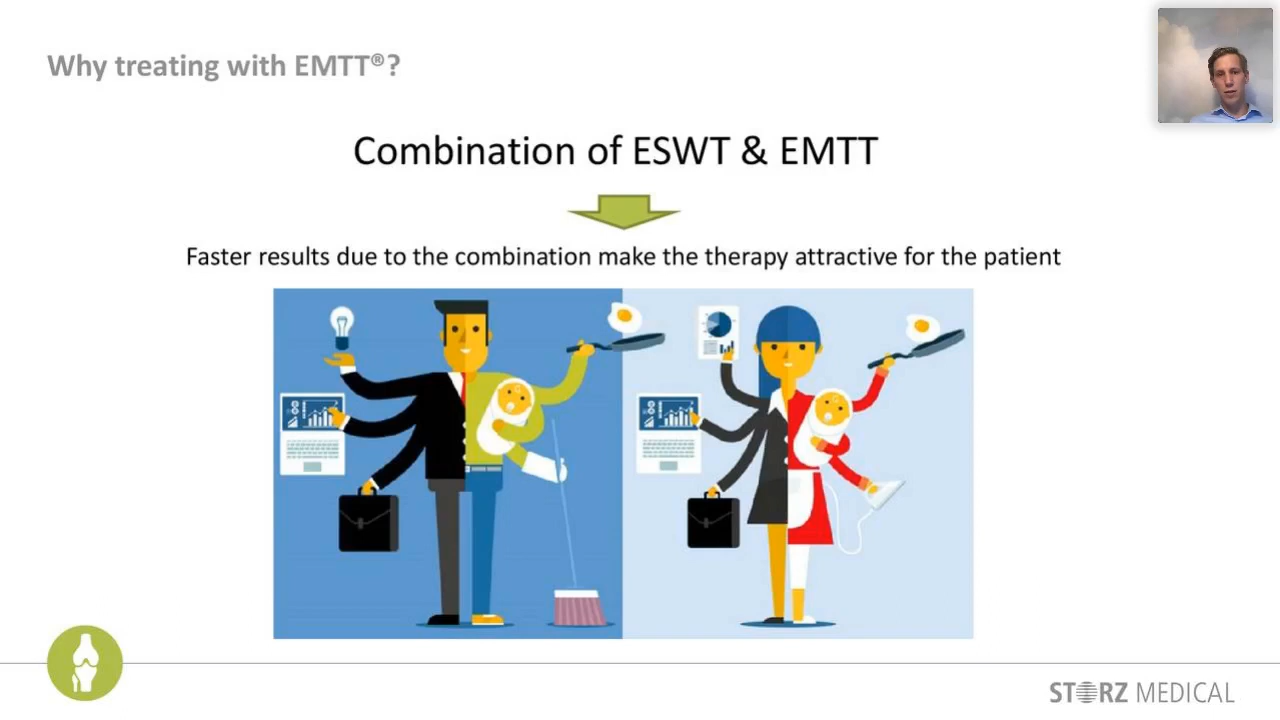 Why treating with EMTT®?
Combination of ESWT & EMTT
Faster results due to the combination make the therapy attractive for the patient
STORZ MEDICAL